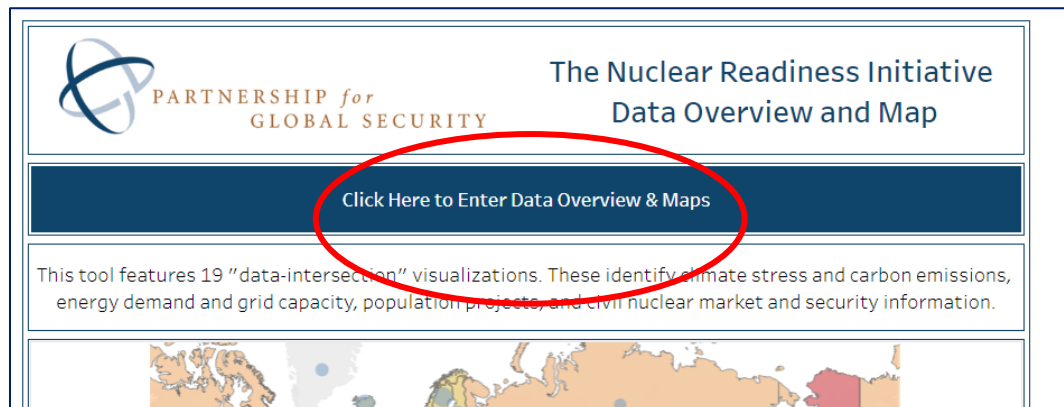 PARTNERSHIP for
GLOBAL SECURITY
The Nuclear Readiness Initiative
Data Overview and Map
Click Here to Enter Data Overview & Maps
This tool features 19 "data-intersection" visualizations. These identify climate stress and carbon emissions,
energy demand and grid capacity, population projects, and civil nuclear market and security information.